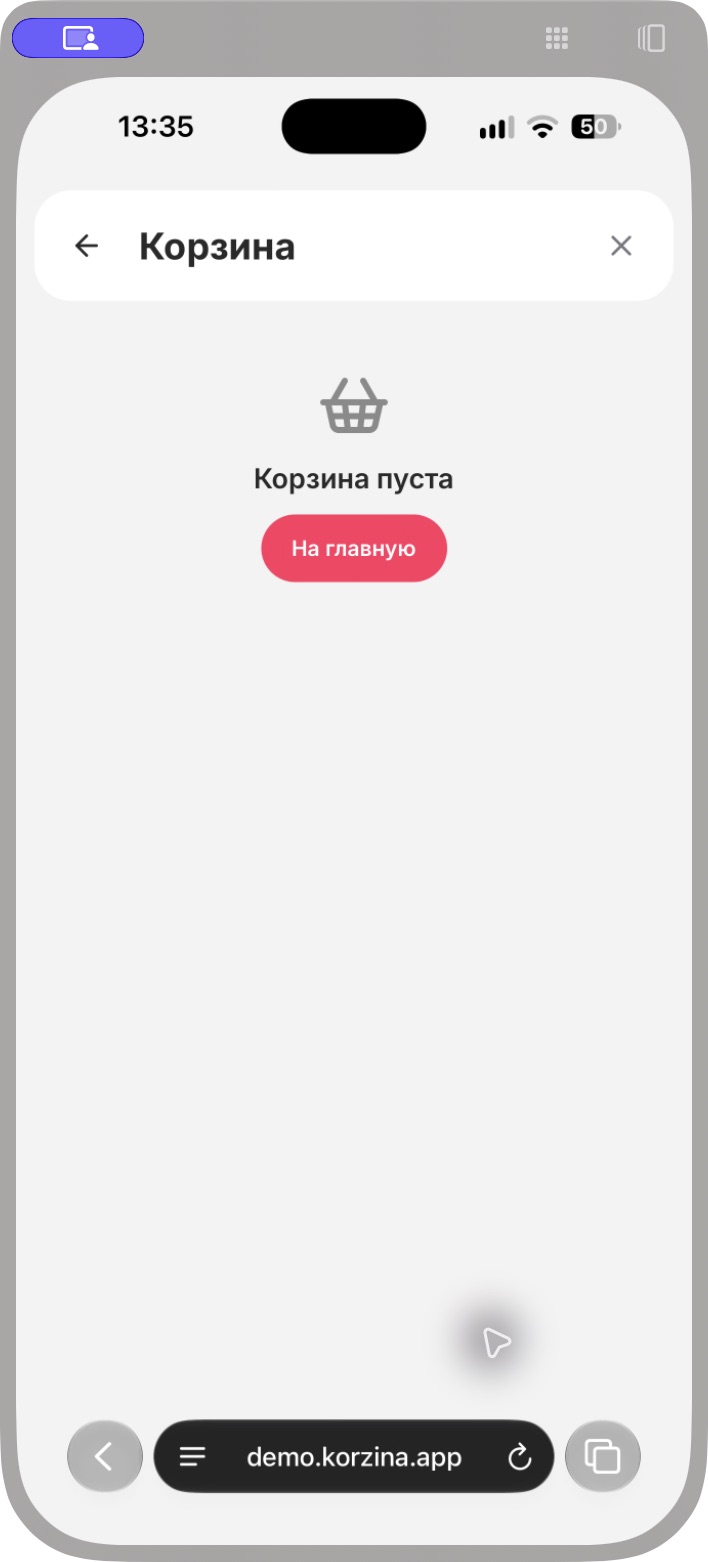 13:35
50
Корзина
Корзина пуста
На главную
demo.korzina.app